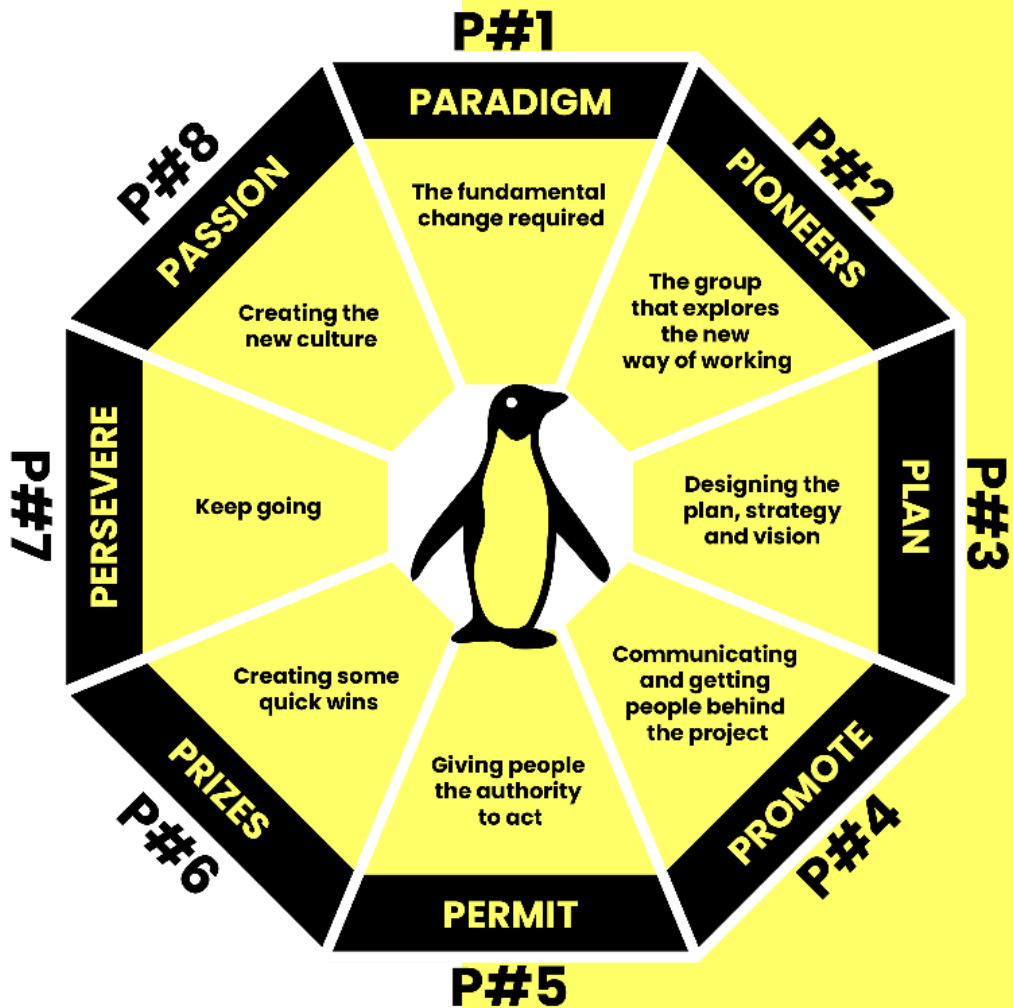 P#1
PARADIGM
The fundamental
change required
P#2
PIONEERS
The group
that explores
the new
way of working
P#3
PLAN
Designing the
plan, strategy
and vision
P#4
PROMOTE
Communicating
and getting
people behind
the project
P#5
PERMIT
Giving people
the authority
to act
P#6
PRIZES
Creating some
quick wins
P#7
PERSEVERE
Keep going
P#8
PASSION
Creating the
new culture